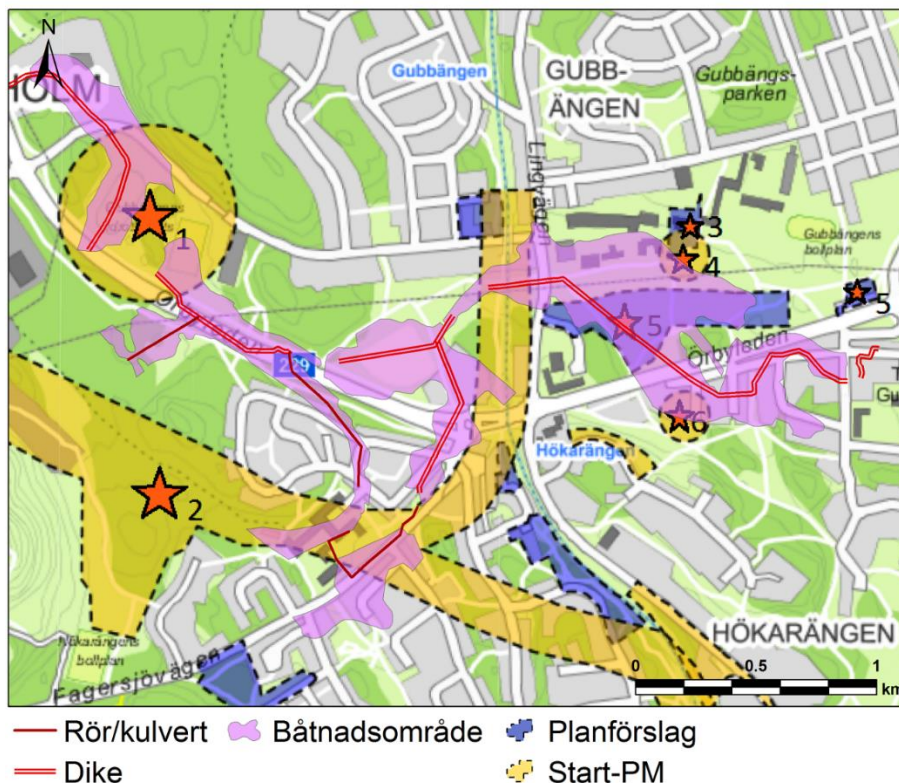 N
HOLM
Gubbängen
GUBB-
ÄNGEN
Gubbängs-
parken
Lingvägen
1
3
4
Gubbängens
bollplan
5
5
Örbyleden
229
6
Hökarängen
2
HÖKARÄNGEN
Hökarängens
bollplan
Fagersjövägen
0 0.5 1
km
Rör/kulvert Båtnadsområde Planförslag
Dike Start-PM